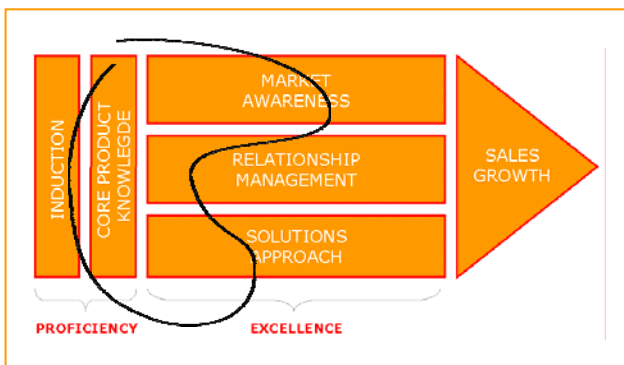 INDUCTION
CORE PRODUCT
KNOWLEGDE
MARKET
AWARENESS
RELATIONSHIP
MANAGEMENT
SOLUTIONS
APPROACH
SALES
GROWTH
PROFICIENCY
EXCELLENCE